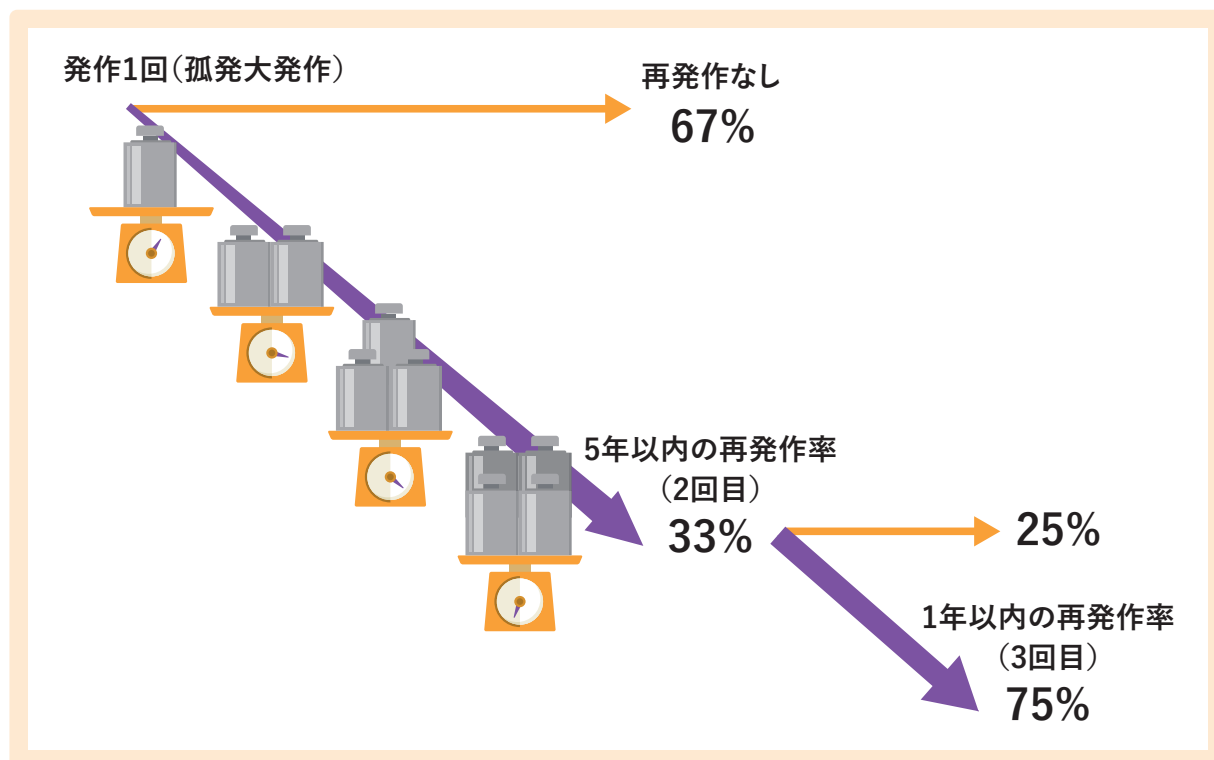 発作1回（孤発大発作）
再発作なし
67%
5年以内の再発作率
（2回目）
33%
25%
1年以内の再発作率
（3回目）
75%